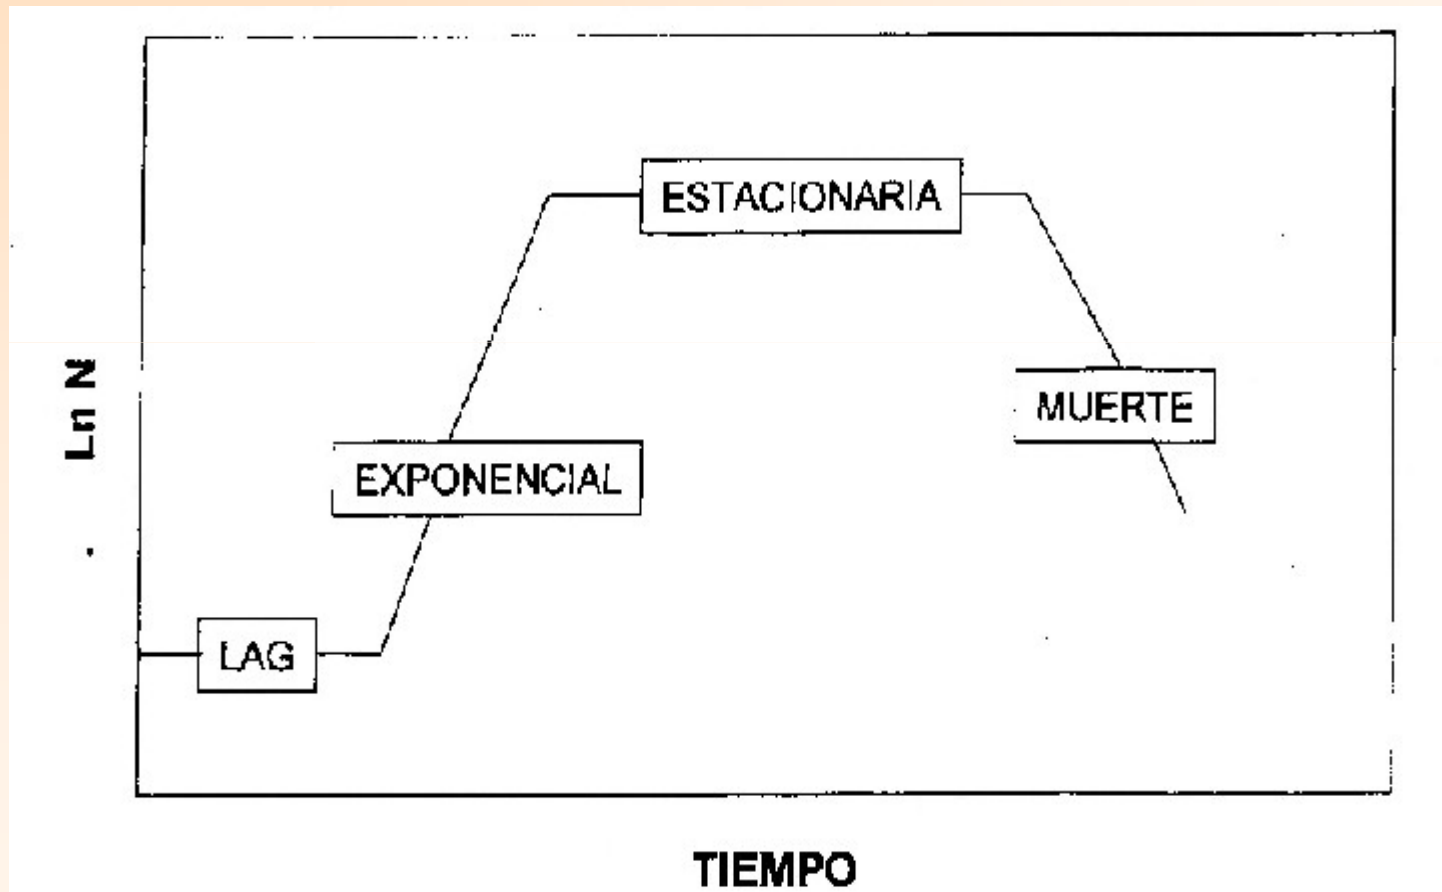 ESTACIONARIA
MUERTE
Ln N
EXPONENCIAL
LAG
TIEMPO